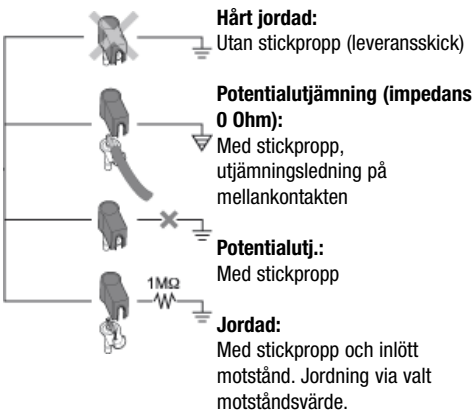 Hårt jordad:
Utan stickpropp (leveransskick)
Potentialutjämning (impedans
0 Ohm):
Med stickpropp,
utjämningsledning på
mellankontakten
Potentialutj.:
Med stickpropp
1MΩ
Jordad:
Med stickpropp och inlött
motstånd. Jordning via valt
motståndsvärde.